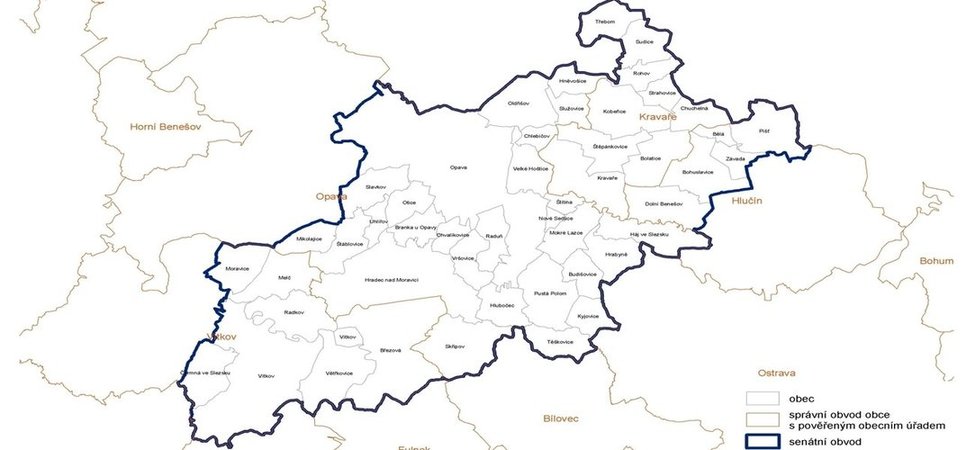 Třebom
Sudice
Rohov
Hněvošice
Strahovice
Oldřišov
Služovice
Kobeřice
Chuchelná
Kravaře
Horní Benešov
Chlebičov
Bělá
Píšť
Štěpánkovice
Bolatice
Závada
Opava
Velké Hoštice
Bohuslavice
Kravaře
Slavkov
Opava
Otice
Štítina
Dolní Benešov
Hlučín
Uhlířov
Nové Sedlice
Branka u Opavy
Chvalíkovice
Raduň
Mokré Lazce
Háj ve Slezsku
Mikolajice
Štáblovice
Hrabyně
Vršovice
Bohum
Moravice
Melč
Hradec nad Moravicí
Budišovice
Pustá Polom
Hlubočec
Radkov
Kyjovice
Vítkov
Vítkov
Těškovice
Skřipov
Březová
Čermná ve Slezsku
Vítkov
Větřkovice
Ostrava
obec
Bílovec
správní obvod obce
s pověřeným obecním úřadem
senátní obvod
Fulnek